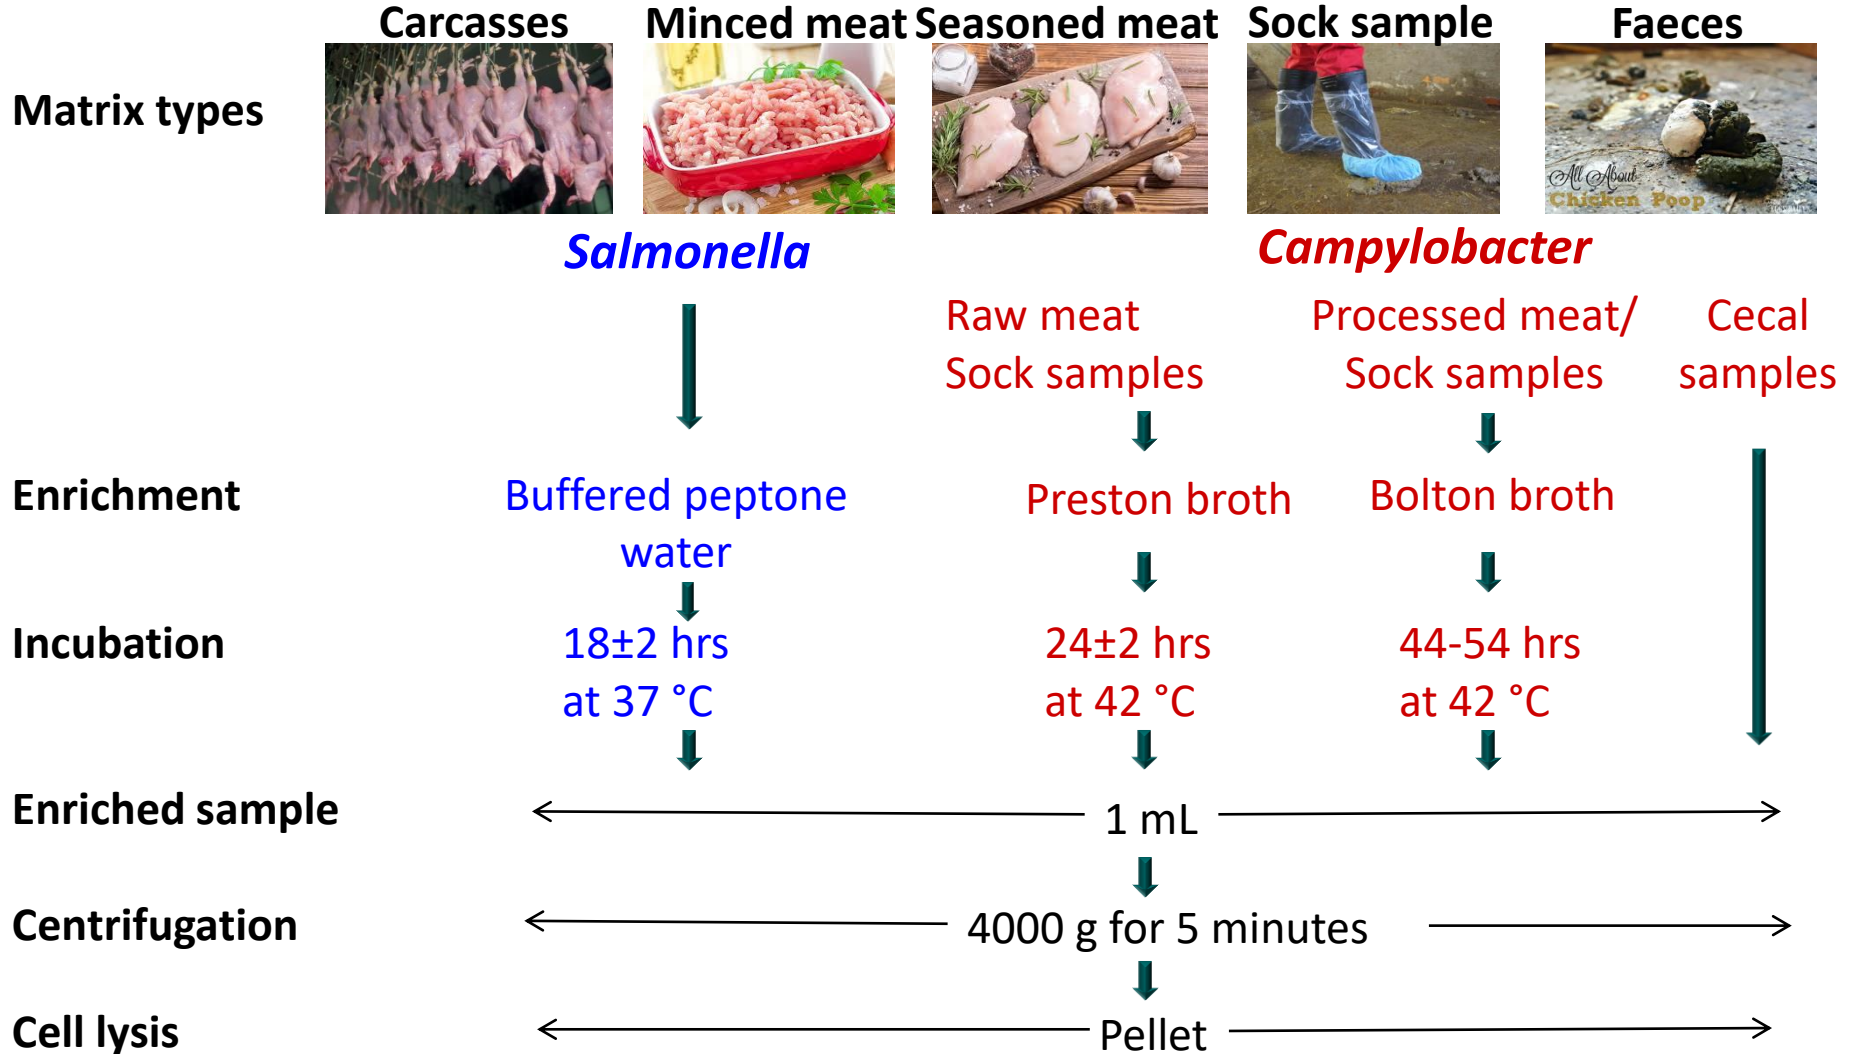 Carcasses
Minced meat
Seasoned meat
Sock sample
Faeces
Matrix types
All About
Chicken Poop
Salmonella
Campylobacter
Raw meat
Sock samples
Processed meat/
Sock samples
Cecal
samples
Enrichment
Buffered peptone
water
Preston broth
Bolton broth
Incubation
18±2 hrs
at 37 °C
24±2 hrs
at 42 °C
44-54 hrs
at 42 °C
Enriched sample
1 mL
Centrifugation
4000 g for 5 minutes
Cell lysis
Pellet